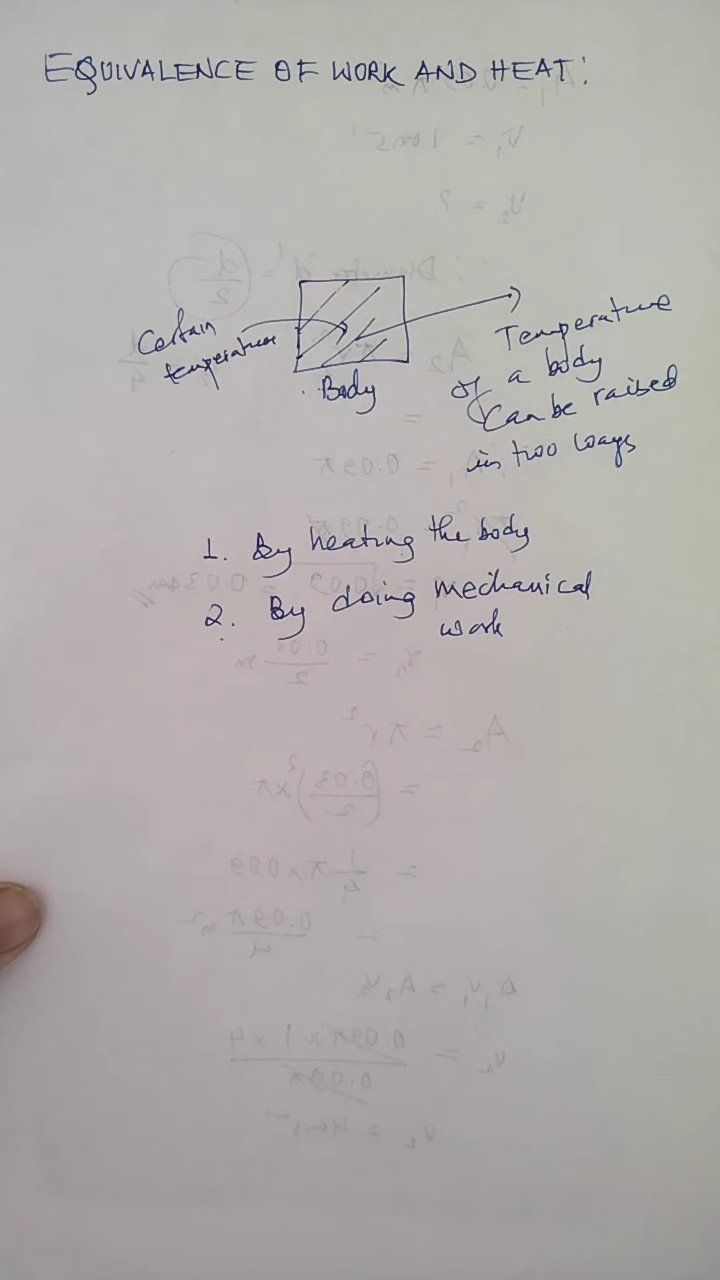 EQUIVALENCE OF WORK AND HEAT:
Certain
temperature
Body
Temperature
of a body
Can be raised
in two ways
1. By heating the body
2. By doing mechanical
work